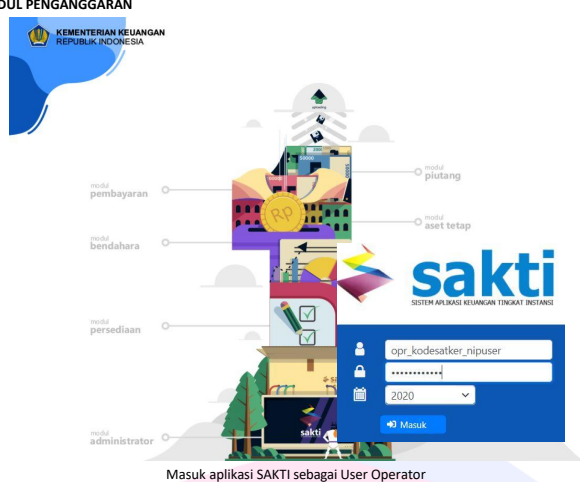 DUL PENGANGGARAN
KEMENTERIAN KEUANGAN
REPUBLIK INDONESIA
modul
piutang
modul
pembayaran
modul
aset tetap
modul
bendahara
Rp
sakti
SISTEM APLIKASI KEUANGAN TINGKAT INSTANSI
modul
persediaan
opr_kodesatker_nipuser
••••••••••••
2020
Masuk
sakti
modul
administrator
Masuk aplikasi SAKTI sebagai User Operator